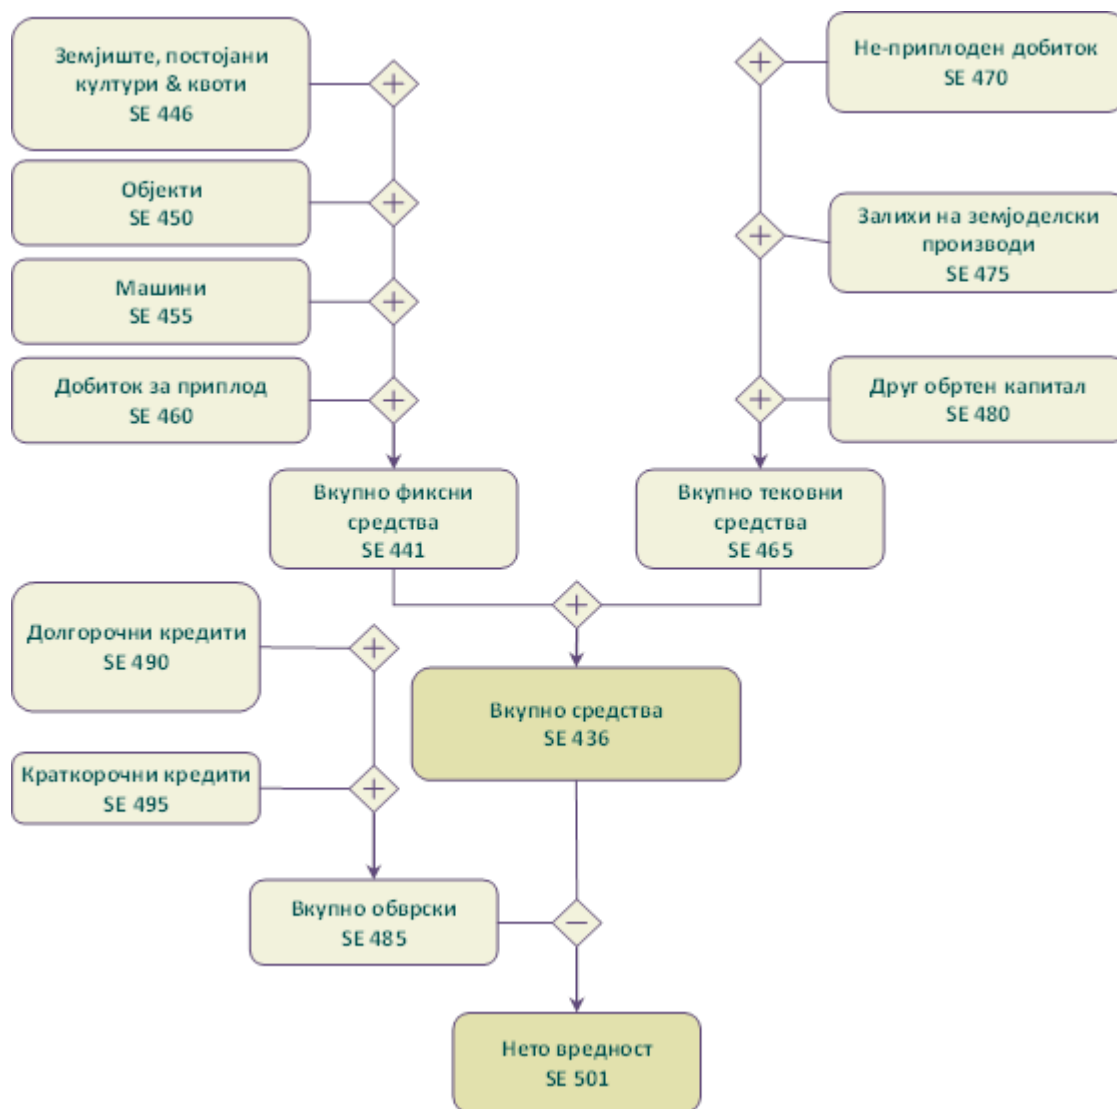 Земјиште, постојани
култури & квоти
SE 446
Објекти
SE 450
Машини
SE 455
Добиток за приплод
SE 460
Не-приплоден добиток
SE 470
Залихи на земјоделски
производи
SE 475
Друг обртен капитал
SE 480
Вкупно фиксни
средства
SE 441
Вкупно тековни
средства
SE 465
Долгорочни кредити
SE 490
Краткорочни кредити
SE 495
Вкупно средства
SE 436
Вкупно обврски
SE 485
Нето вредност
SE 501